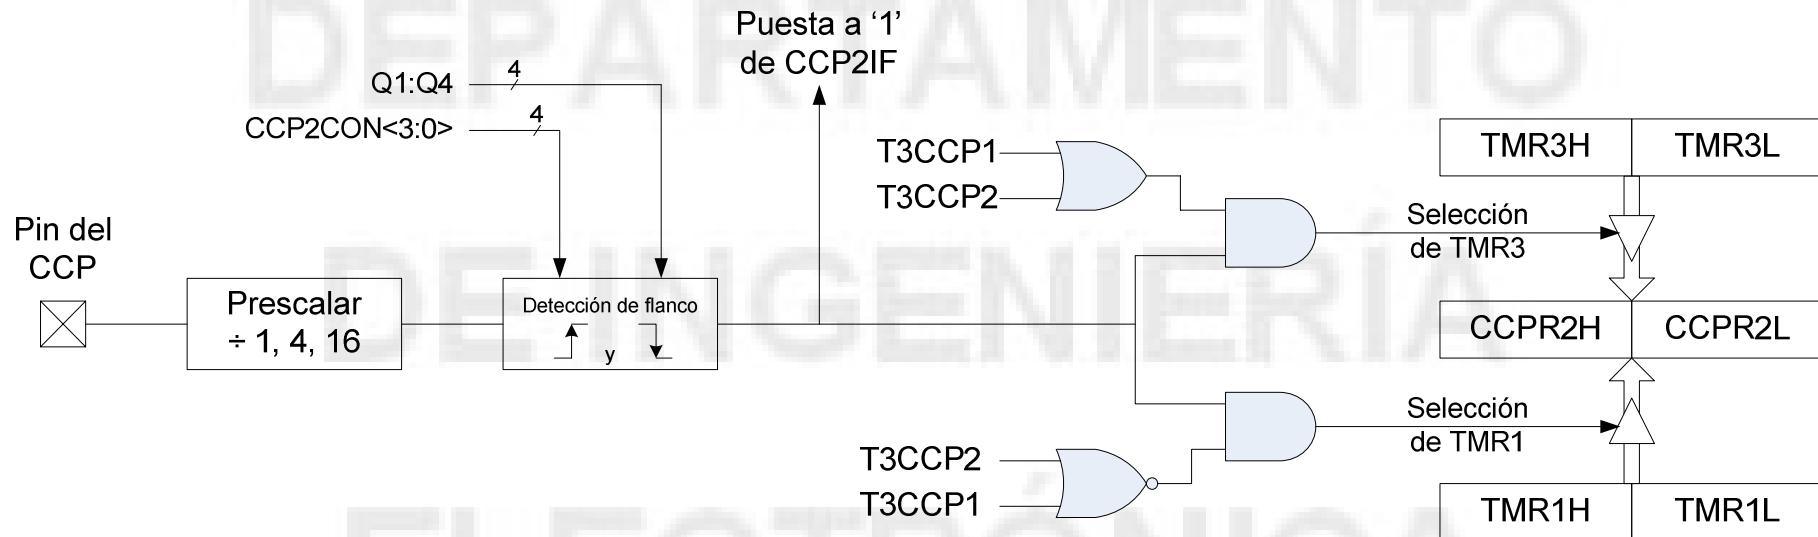 DEPARTAMENTO
DE INGENIERÍA
ELECTRÓNICA
Puesta a ‘1’
de CCP2IF
Q1:Q4
4
CCP2CON<3:0>
4
T3CCP1
T3CCP2
TMR3H
TMR3L
Pin del
CCP
Selección
de TMR3
Prescalar
÷ 1, 4, 16
Detección de flanco
y
CCPR2H
CCPR2L
Selección
de TMR1
T3CCP2
T3CCP1
TMR1H
TMR1L